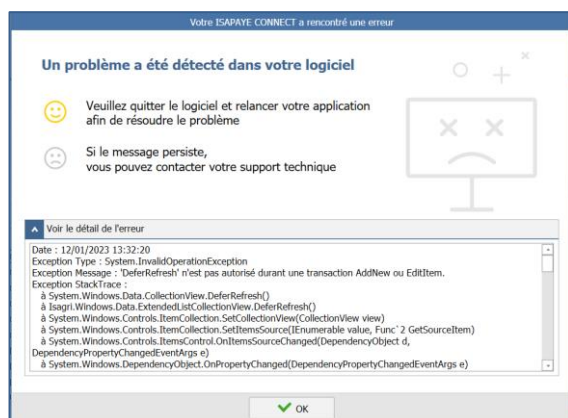 Votre ISAPAYE CONNECT a rencontré une erreur
Un problème a été détecté dans votre logiciel
Veuillez quitter le logiciel et relancer votre application
afin de résoudre le problème
Si le message persiste,
vous pouvez contacter votre support technique
Voir le détail de l'erreur
Date : 12/01/2023 13:32:20
Exception Type : System.InvalidOperationException
Exception Message : 'DeferRefresh' n'est pas autorisé durant une transaction AddNew ou EditItem.
Exception StackTrace :
à System.Windows.Data.CollectionView.DeferRefresh()
à Isagri.Windows.Data.ExtendedListCollectionView.DeferRefresh()
à System.Windows.Controls.ItemCollection.SetCollectionView(CollectionView view)
à System.Windows.Controls.ItemCollection.SetItemsSource(IEnumerable value, Func`2 GetSourceItem)
à System.Windows.Controls.ItemsControl.OnItemsSourceChanged(DependencyObject d,
DependencyPropertyChangedEventArgs e)
à System.Windows.DependencyObject.OnPropertyChanged(DependencyPropertyChangedEventArgs e)
OK